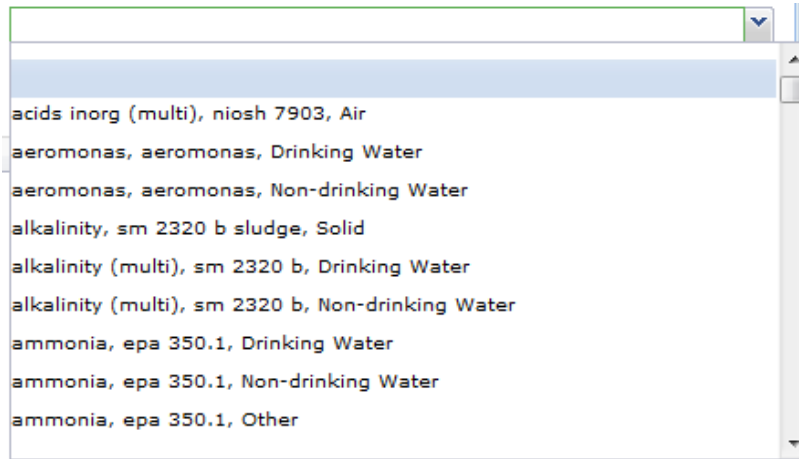 acids inorg (multi), niosh 7903, Air
aeromonas, aeromonas, Drinking Water
aeromonas, aeromonas, Non-drinking Water
alkalinity, sm 2320 b sludge, Solid
alkalinity (multi), sm 2320 b, Drinking Water
alkalinity (multi), sm 2320 b, Non-drinking Water
ammonia, epa 350.1, Drinking Water
ammonia, epa 350.1, Non-drinking Water
ammonia, epa 350.1, Other